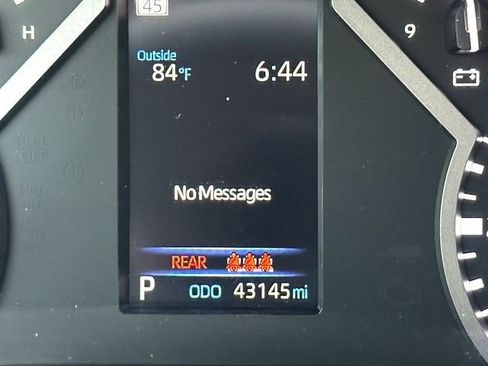 45
H
9
Outside
84°F
6:44
No Messages
REAR
P
ODO 43145 mi